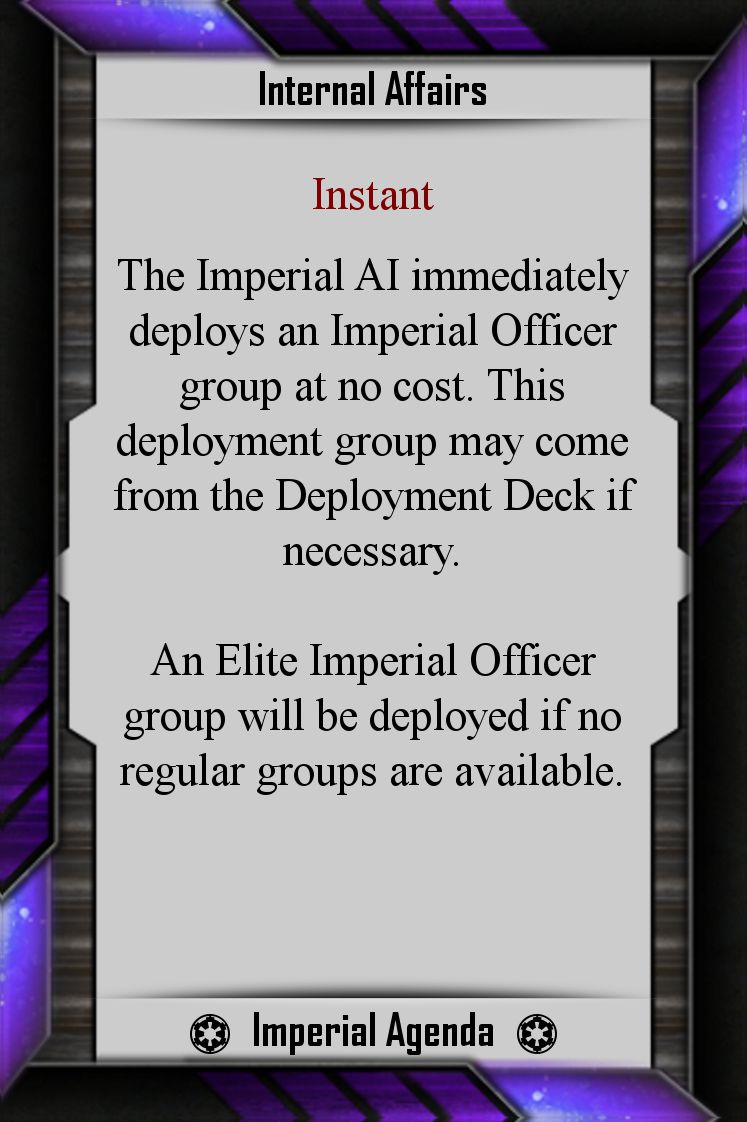 Internal Affairs
Instant
The Imperial AI immediately
deploys an Imperial Officer
group at no cost. This
deployment group may come
from the Deployment Deck if
necessary.
An Elite Imperial Officer
group will be deployed if no
regular groups are available.
Imperial Agenda